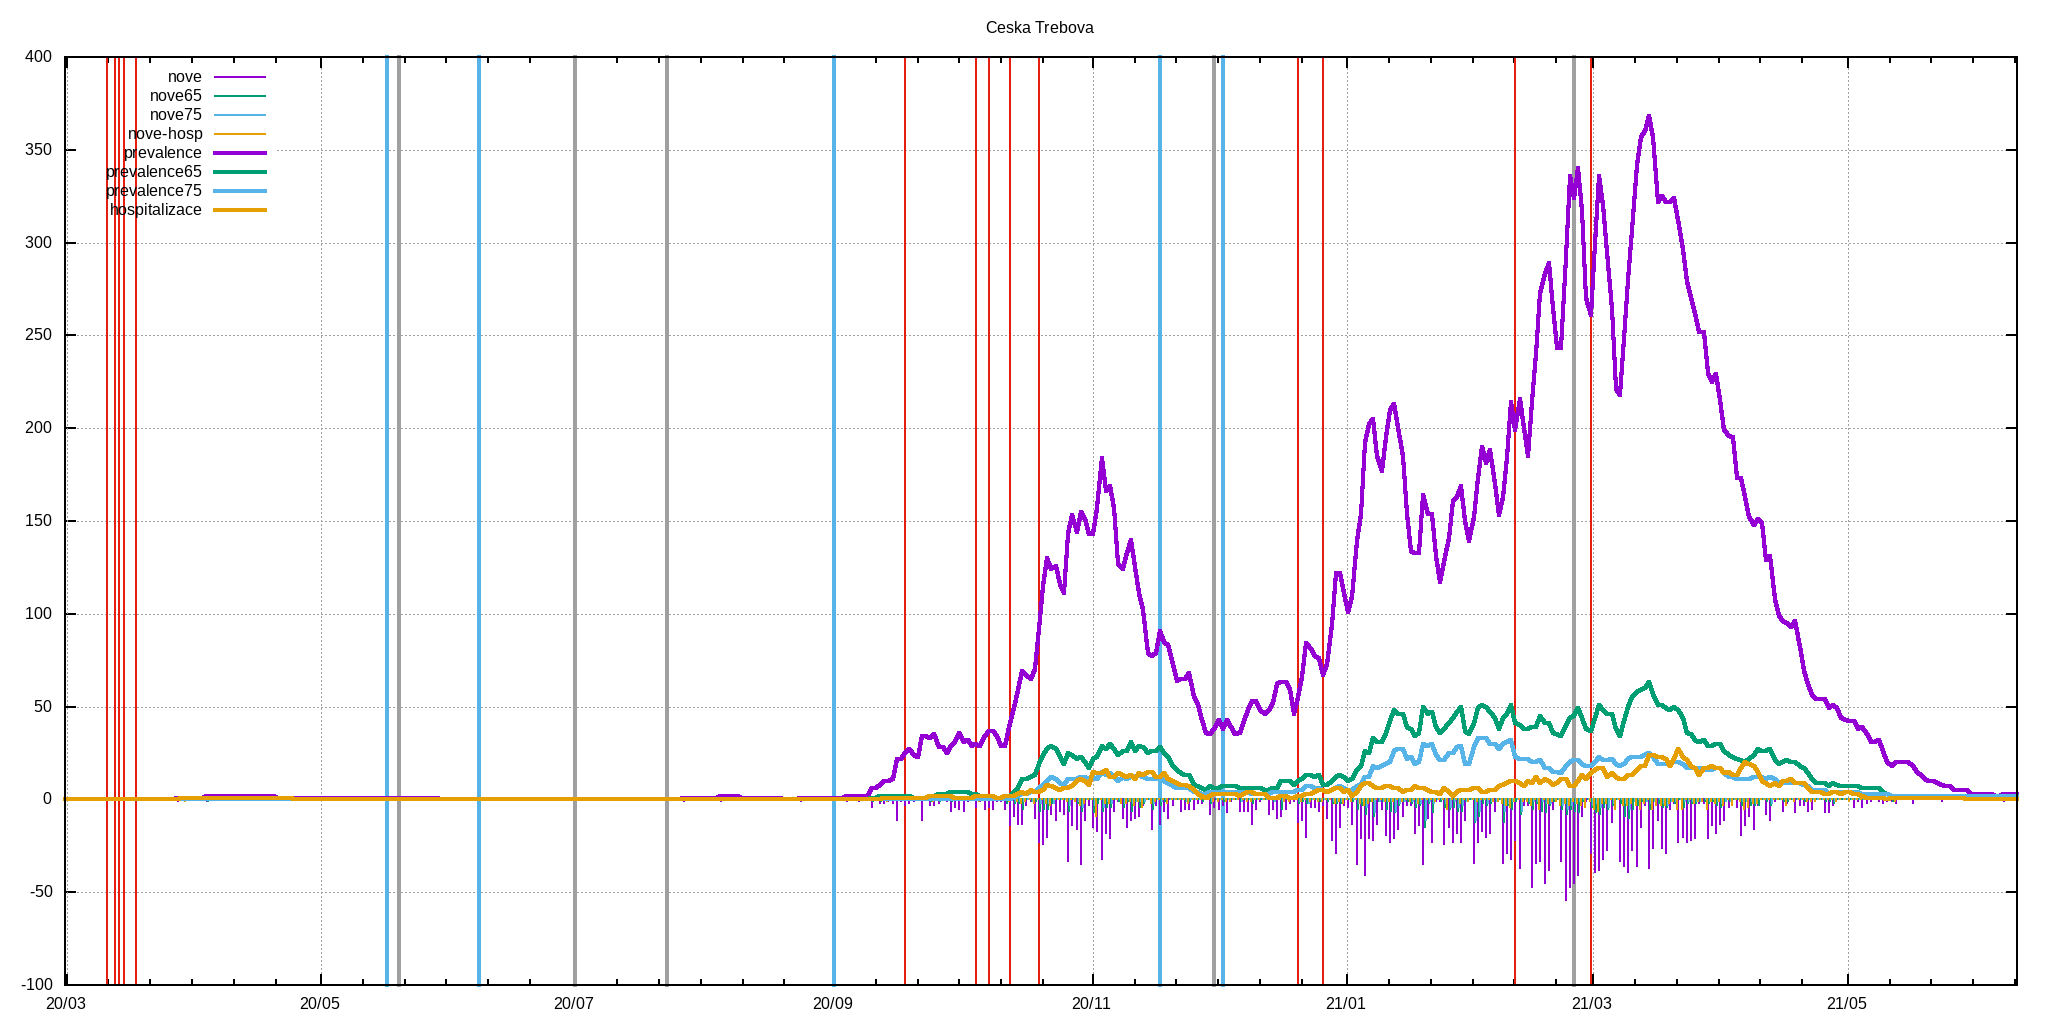 Ceska Trebova
400
350
300
250
200
150
100
50
0
-50
-100
nove
nove65
nove75
nove-hosp
prevalence
prevalence65
prevalence75
hospitalizace
20/03 20/05 20/07 20/09 20/11 21/01 21/03 21/05